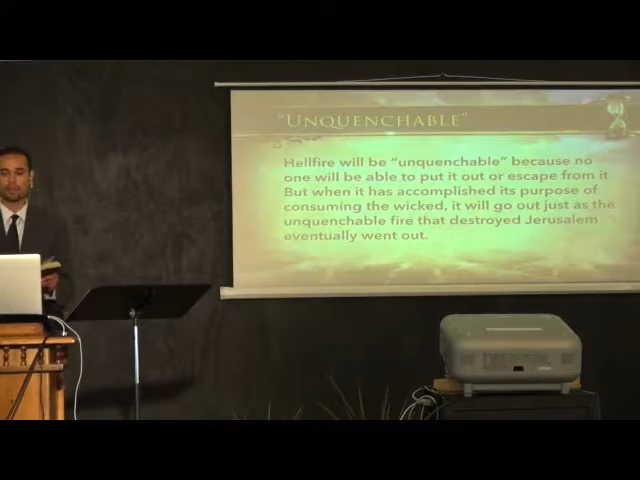 "UNQUENCHABLE"
Hellfire will be "unquenchable" because no
one will be able to put it out or escape from it
But when it has accomplished its purpose of
consuming the wicked, it will go out just as the
unquenchable fire that destroyed Jerusalem
eventually went out.